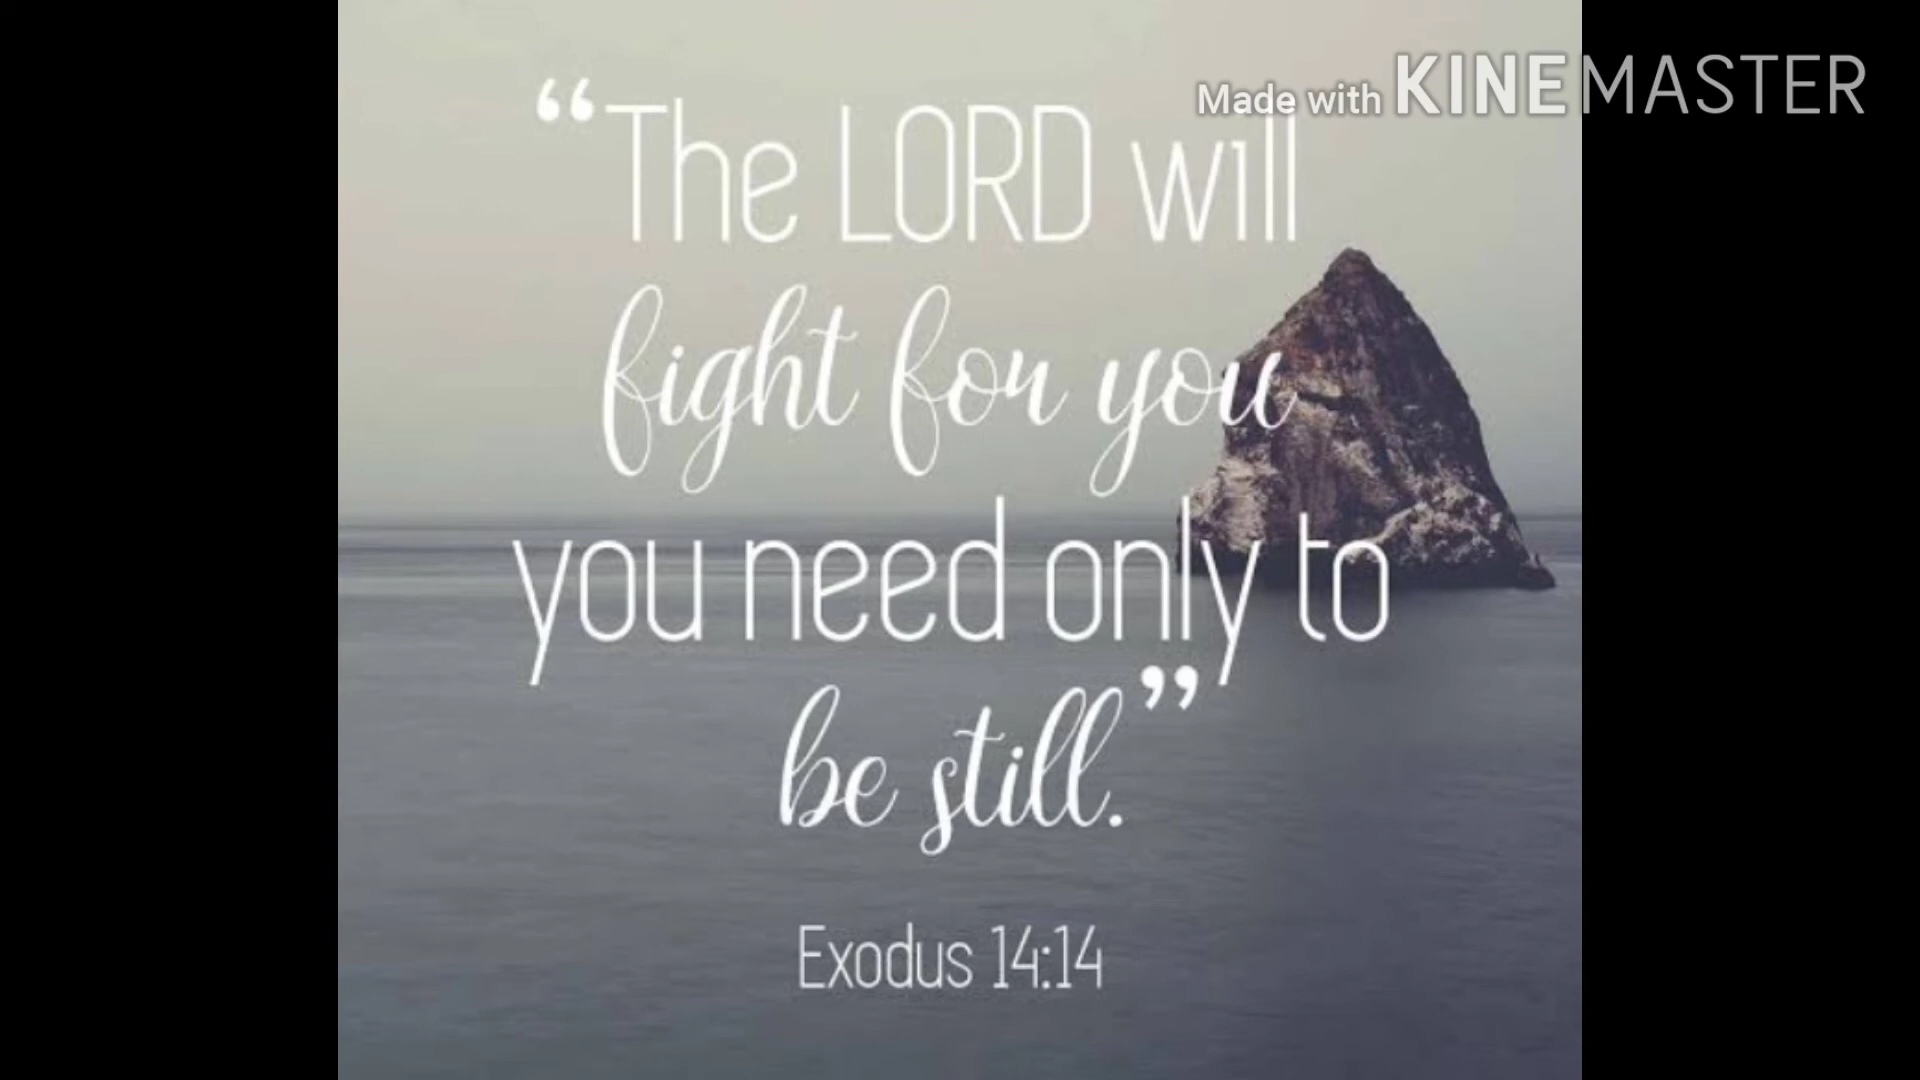 Made with KINEMASTER
“The LORD will
fight for you
you need only to
be still.”
Exodus 14:14